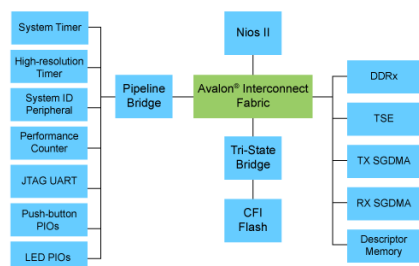 System Timer
High-resolution
Timer
System ID
Peripheral
Performance
Counter
JTAG UART
Push-button
PIOs
LED PIOs
Pipeline
Bridge
Nios II
Avalon® Interconnect
Fabric
Tri-State
Bridge
CFI
Flash
DDRx
TSE
TX SGDMA
RX SGDMA
Descriptor
Memory